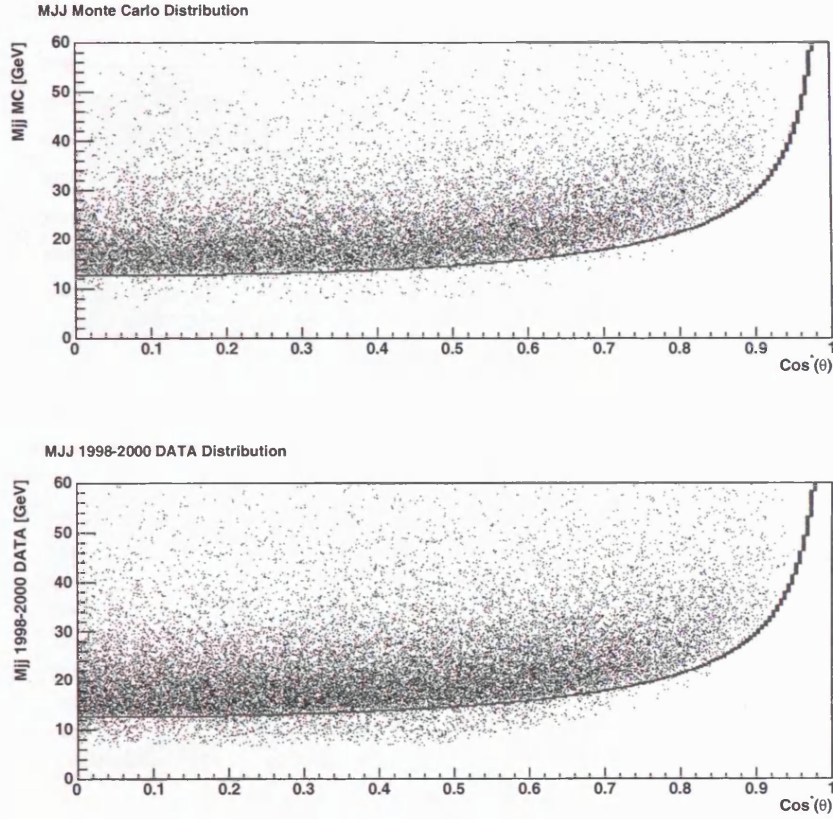 MJJ Monte Carlo Distribution
Mjj MC [GeV]
60
50
40
30
20
10
0
0 0.1 0.2 0.3 0.4 0.5 0.6 0.7 0.8 0.9 1
Cos*(θ)
MJJ 1998-2000 DATA Distribution
Mjj 1998-2000 DATA [GeV]
60
50
40
30
20
10
0
0 0.1 0.2 0.3 0.4 0.5 0.6 0.7 0.8 0.9 1
Cos*(θ)